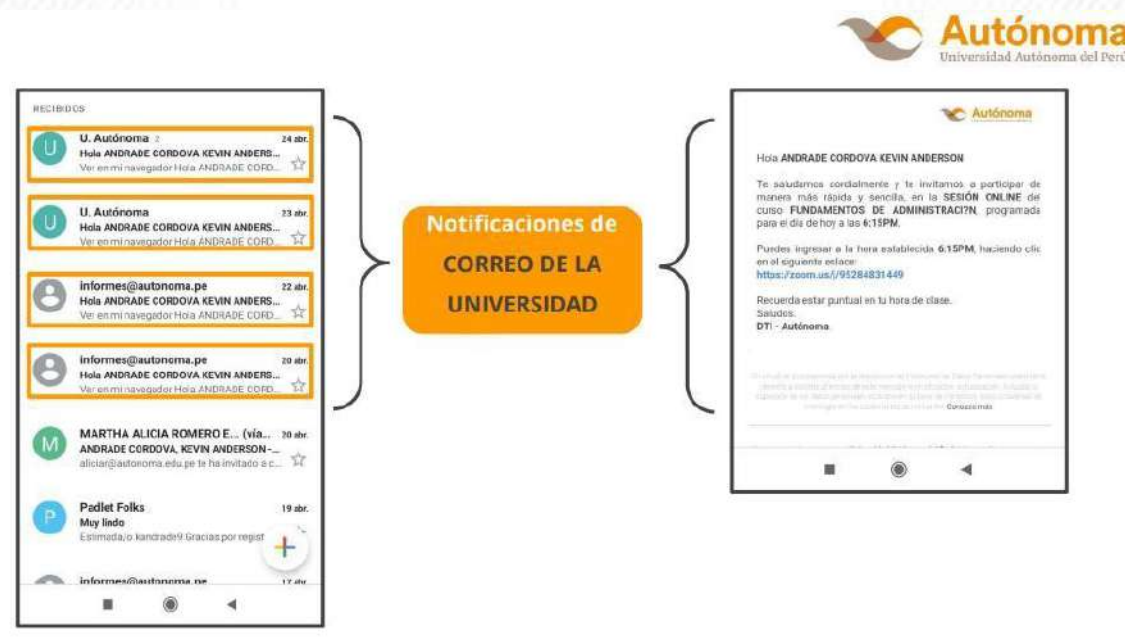 Autónoma
Universidad Autónoma del Perú
RECIBIDOS
U. Autónoma 2 24 abr.
Hola ANDRADE CORDOVA KEVIN ANDERS...
Ver en mi navegador Hola ANDRADE CORD...
U. Autónoma 23 abr.
Hola ANDRADE CORDOVA KEVIN ANDERS...
Ver en mi navegador Hola ANDRADE CORD...
informes@autonoma.pe 22 abr.
Hola ANDRADE CORDOVA KEVIN ANDERS...
Ver en mi navegador Hola ANDRADE CORD...
informes@autonoma.pe 20 abr.
Hola ANDRADE CORDOVA KEVIN ANDERS...
Ver en mi navegador Hola ANDRADE CORD...
M
MARTHA ALICIA ROMERO E... (vía... 20 abr.
ANDRADE CORDOVA, KEVIN ANDERSON -...
aliciar@autonoma.edu.pe te ha invitado a c...
P
Padlet Folks 19 abr.
Muy lindo
Estimada/o kandrade9 Gracias por regist
informes@autonoma.pe 17 abr.
Notificaciones de
CORREO DE LA
UNIVERSIDAD
Autónoma
Hola ANDRADE CORDOVA KEVIN ANDERSON
Te saludamos cordialmente y te invitamos a participar de
manera más rápida y sencilla, en la SESIÓN ONLINE de
curso FUNDAMENTOS DE ADMINISTRACI?N, programada
para el día de hoy a las 6:15PM.
Puedes ingresar a la hora establecida 6:15PM, haciendo clic
en el siguiente enlace:
https://zoom.us/j/95284831449
Recuerda estar puntual en tu hora de clase.
Saludos.
DTI - Autónoma
Conozca más